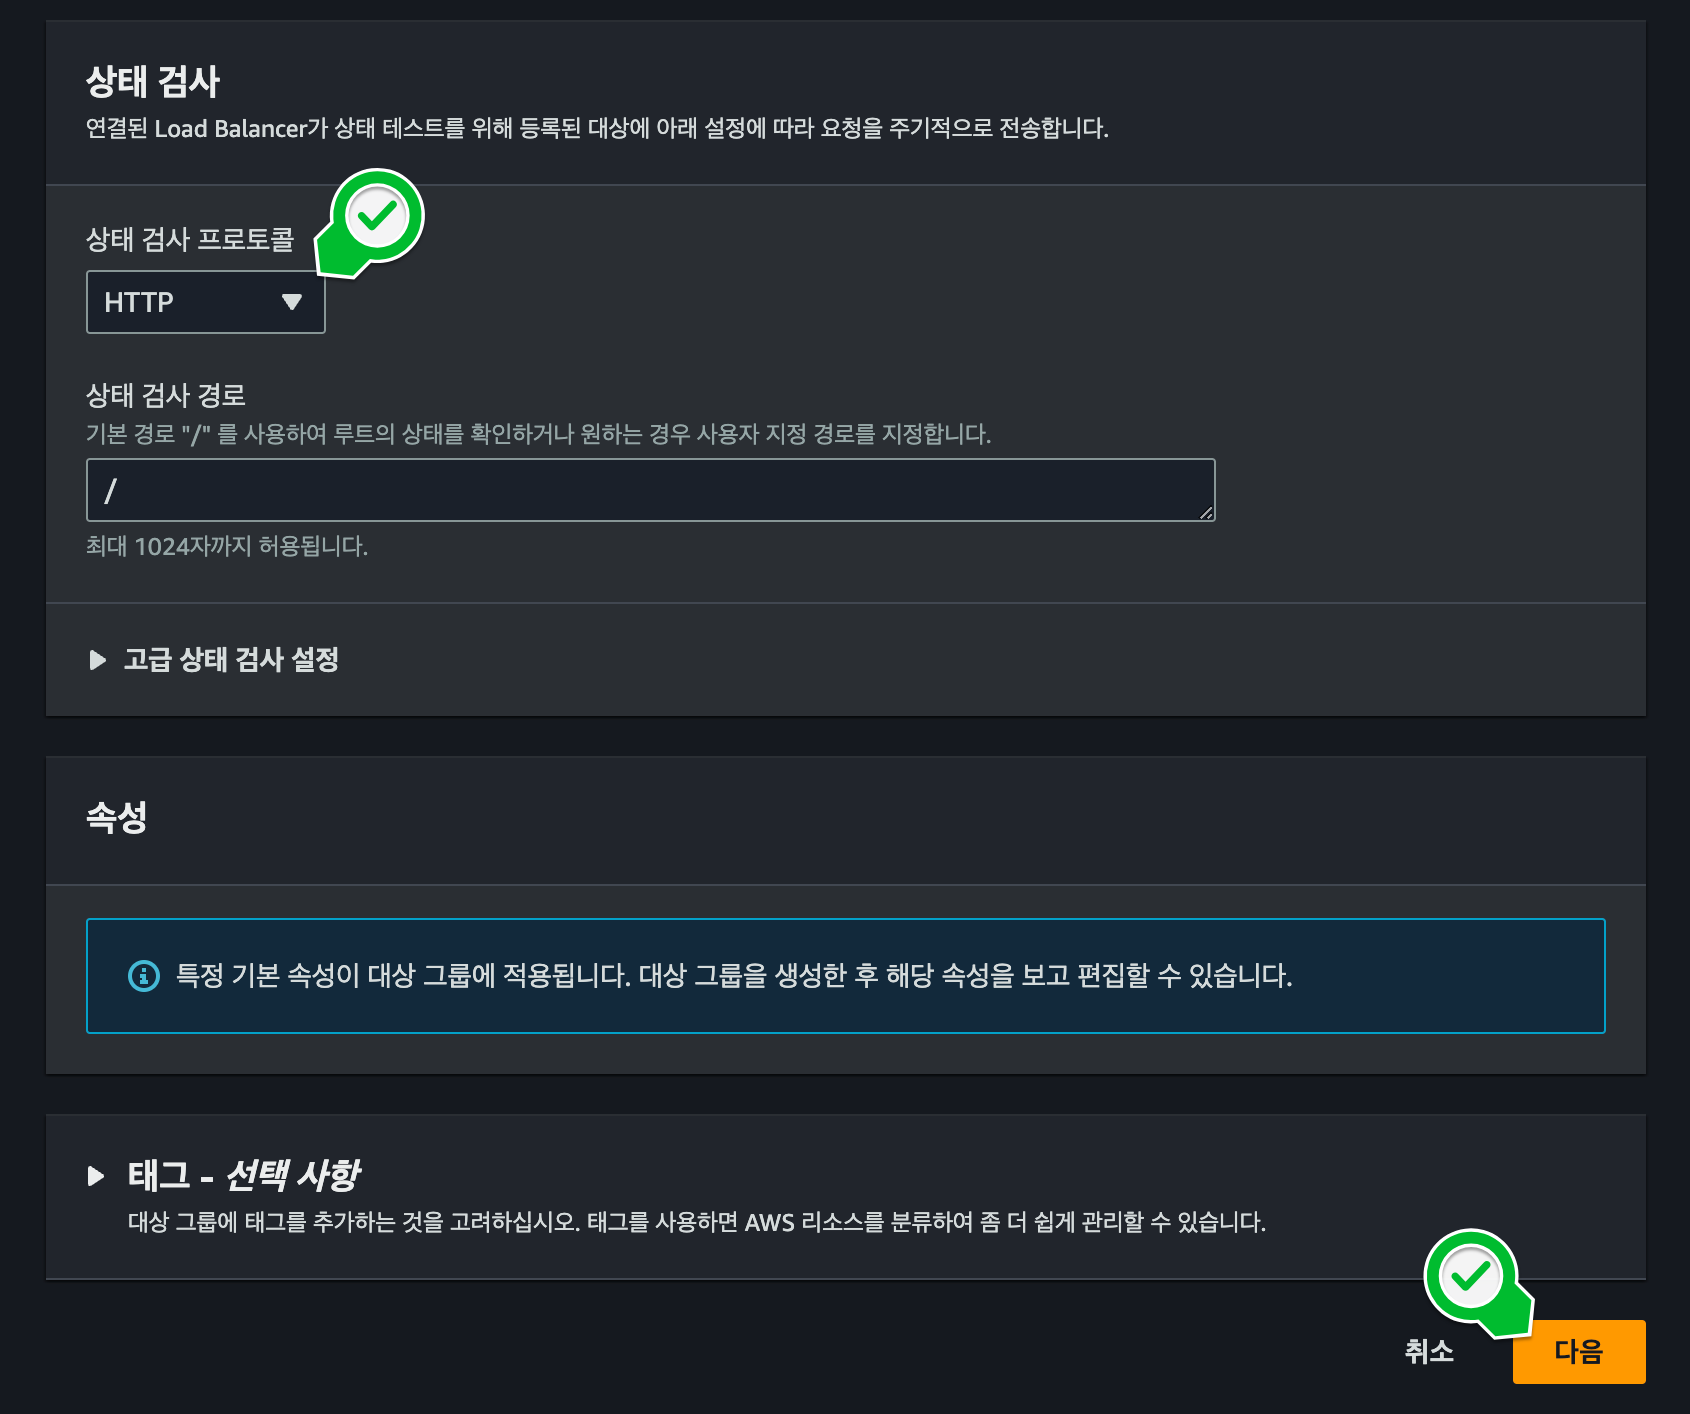 상태 검사
연결된 Load Balancer가 상태 테스트를 위해 등록된 대상에 아래 설정에 따라 요청을 주기적으로 전송합니다.
상태 검사 프로토콜
HTTP
상태 검사 경로
기본 경로 "/" 를 사용하여 루트의 상태를 확인하거나 원하는 경우 사용자 지정 경로를 지정합니다.
/
최대 1024자까지 허용됩니다.
고급 상태 검사 설정
속성
특정 기본 속성이 대상 그룹에 적용됩니다. 대상 그룹을 생성한 후 해당 속성을 보고 편집할 수 있습니다.
태그 - 선택 사항
대상 그룹에 태그를 추가하는 것을 고려하십시오. 태그를 사용하면 AWS 리소스를 분류하여 좀 더 쉽게 관리할 수 있습니다.
취소 다음